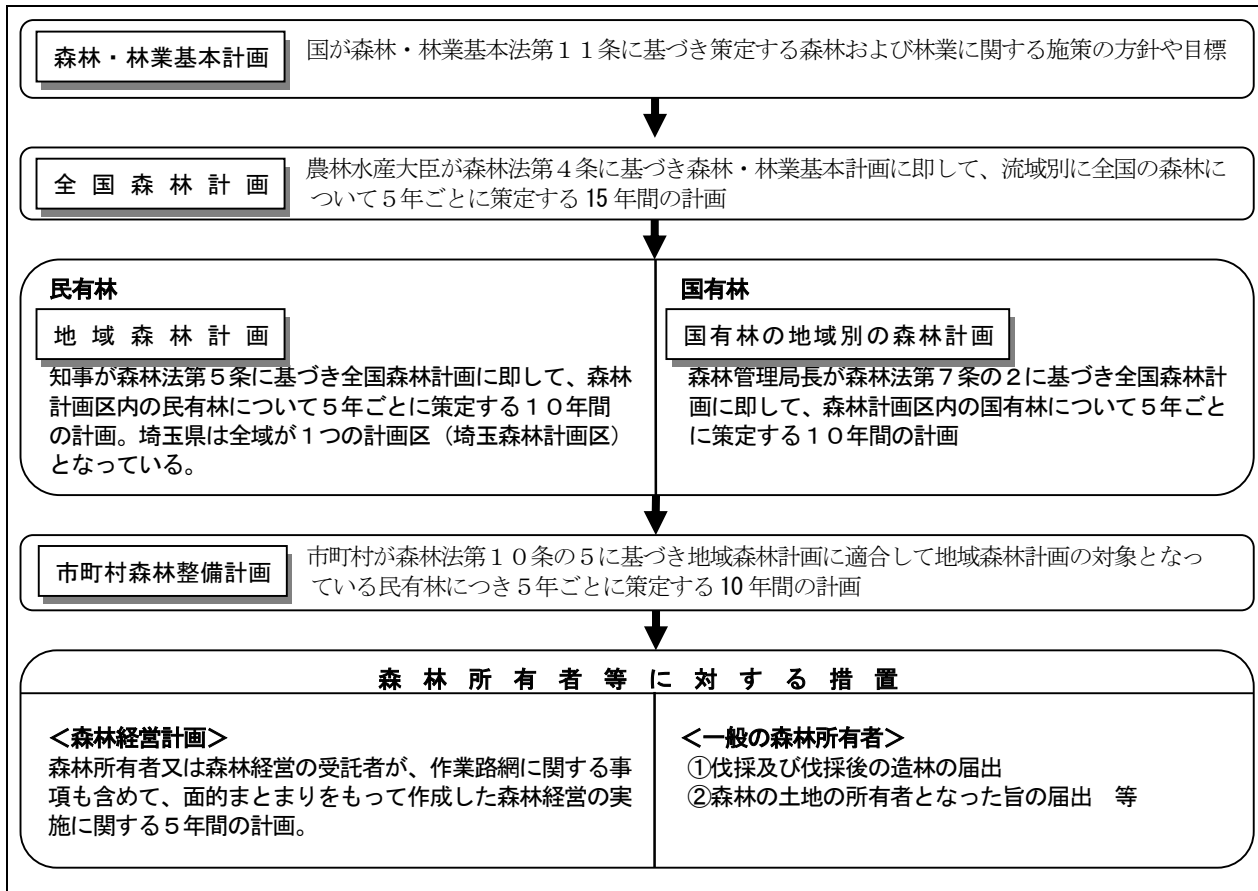 森林・林業基本計画
国が森林・林業基本法第１１条に基づき策定する森林および林業に関する施策の方針や目標
全国森林計画
農林水産大臣が森林法第４条に基づき森林・林業基本計画に即して、流域別に全国の森林に
ついて５年ごとに策定する 15 年間の計画
民有林
地域森林計画
知事が森林法第５条に基づき全国森林計画に即して、森林
計画区内の民有林について５年ごとに策定する１０年間
の計画。埼玉県は全域が１つの計画区（埼玉森林計画区）
となっている。
国有林
国有林の地域別の森林計画
森林管理局長が森林法第７条の２に基づき全国森林計
画に即して、森林計画区内の国有林について５年ごと
に策定する１０年間の計画
市町村森林整備計画
市町村が森林法第１０条の５に基づき地域森林計画に適合して地域森林計画の対象となっ
ている民有林につき５年ごとに策定する 10 年間の計画
森林所有者等に対する措置
＜森林経営計画＞
森林所有者又は森林経営の受託者が、作業路網に関する事
項も含めて、面的まとまりをもって作成した森林経営の実
施に関する５年間の計画。
＜一般の森林所有者＞
①伐採及び伐採後の造林の届出
②森林の土地の所有者となった旨の届出　等